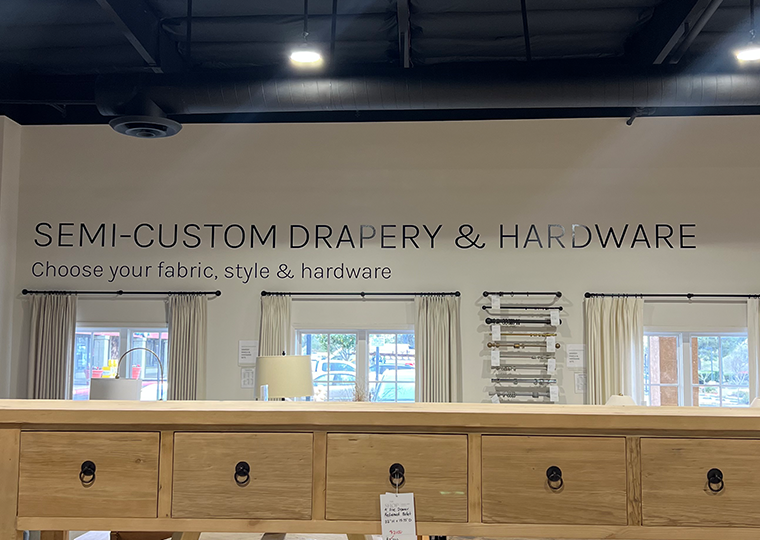 SEMI-CUSTOM DRAPERY & HARDWARE
Choose your fabric, style & hardware